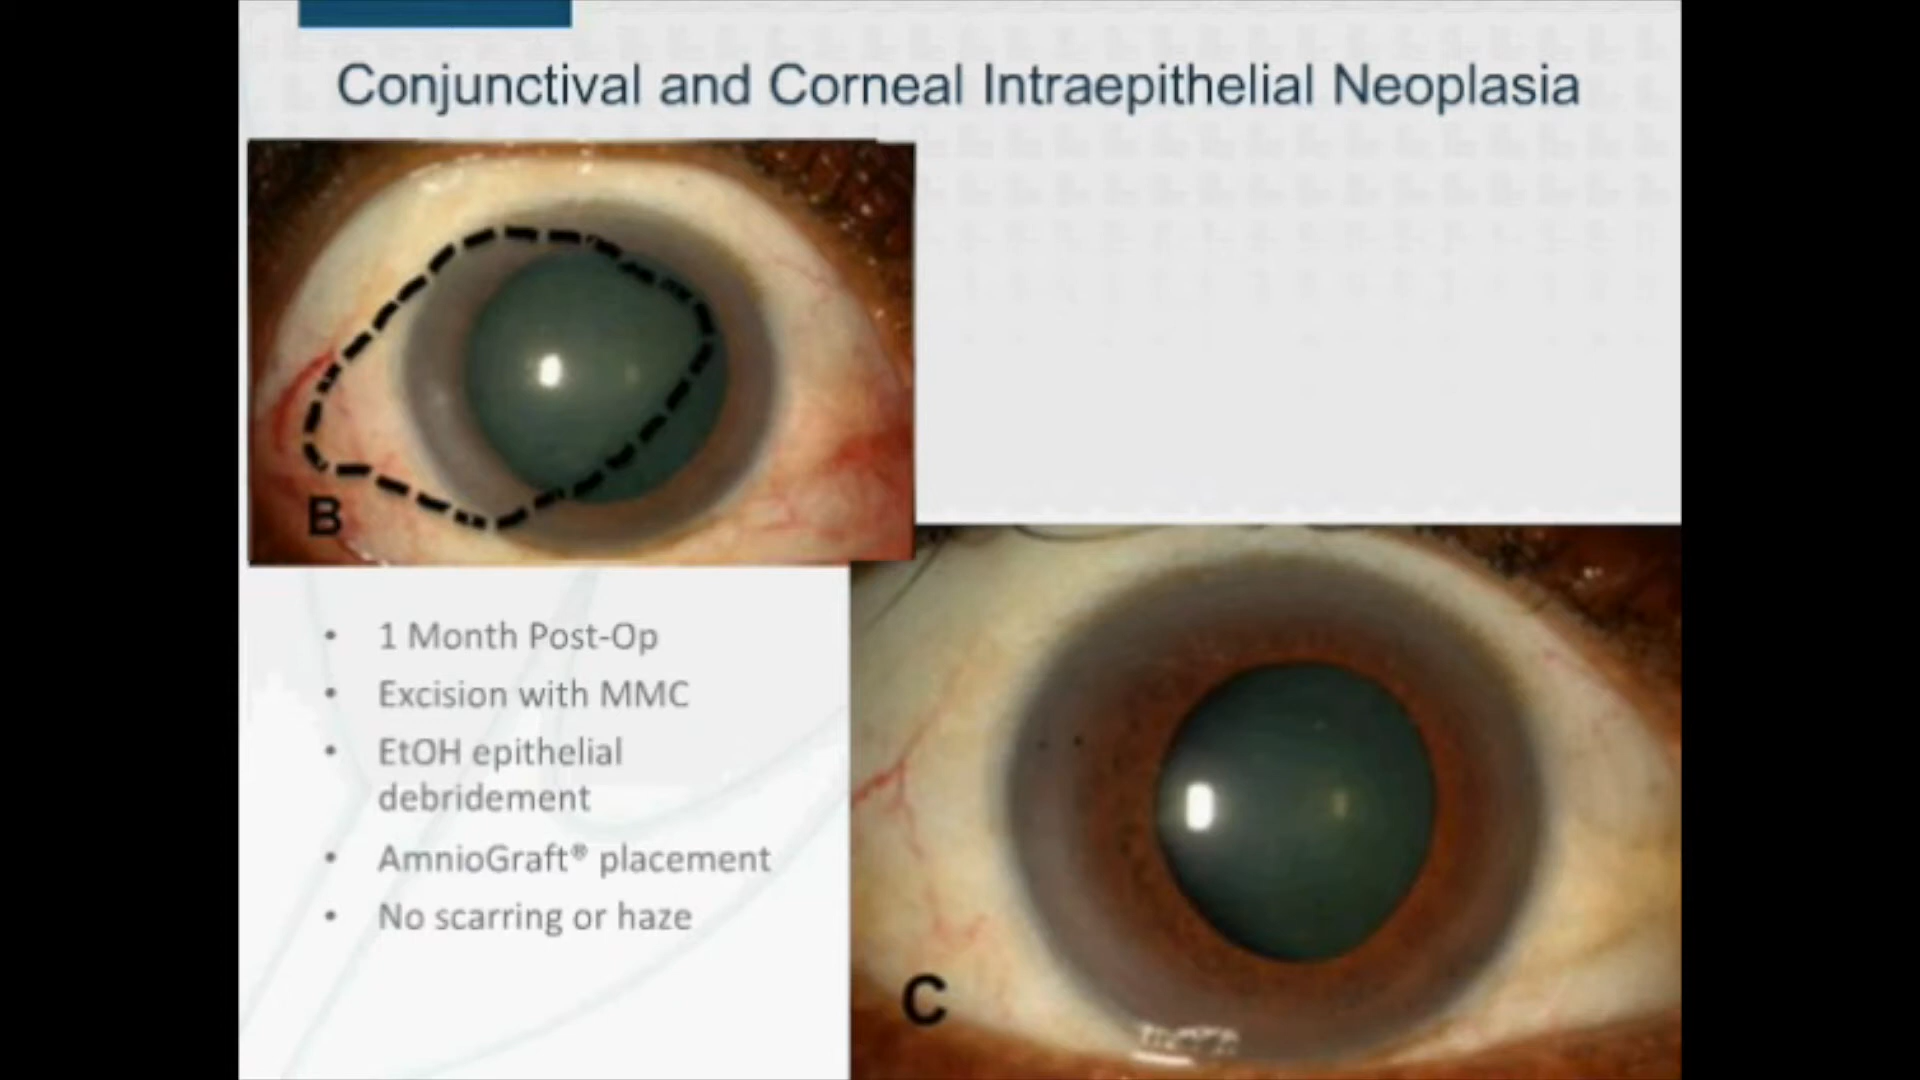 Conjunctival and Corneal Intraepithelial Neoplasia
B
• 1 Month Post-Op
• Excision with MMC
• EtOH epithelial
debridement
• AmnioGraft® placement
• No scarring or haze
C